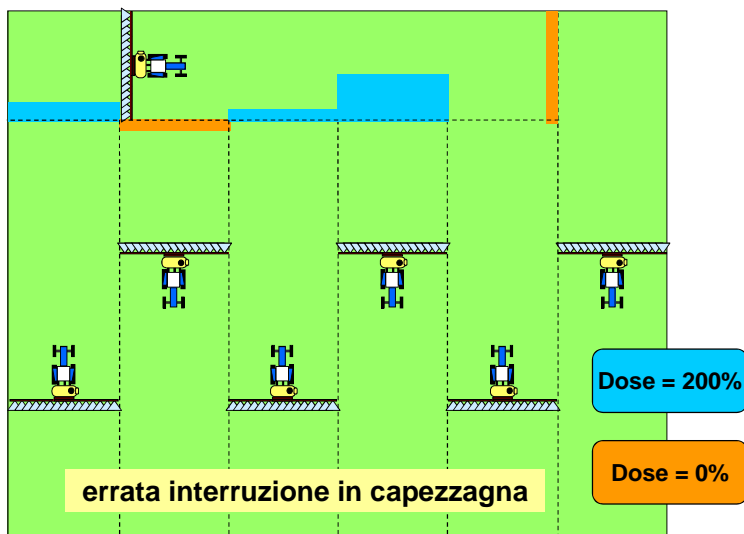 Dose = 200%
Dose = 0%
errata interruzione in capezzagna